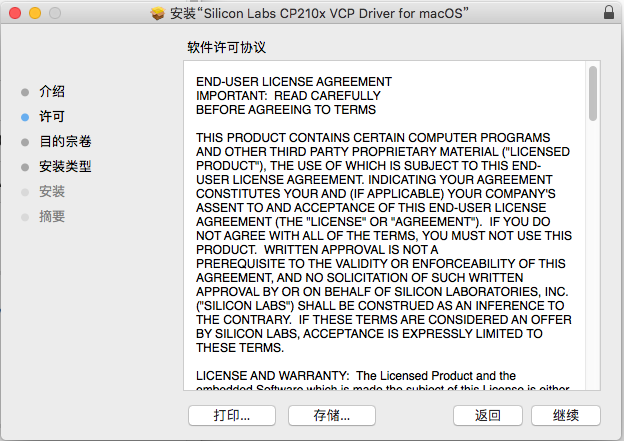 安装“Silicon Labs CP210x VCP Driver for macOS”
软件许可协议
介绍
许可
目的宗卷
安装类型
安装
摘要
END-USER LICENSE AGREEMENT
IMPORTANT:  READ CAREFULLY
BEFORE AGREEING TO TERMS
THIS PRODUCT CONTAINS CERTAIN COMPUTER PROGRAMS
AND OTHER THIRD PARTY PROPRIETARY MATERIAL ("LICENSED
PRODUCT"), THE USE OF WHICH IS SUBJECT TO THIS END-
USER LICENSE AGREEMENT. INDICATING YOUR AGREEMENT
CONSTITUTES YOUR AND (IF APPLICABLE) YOUR COMPANY'S
ASSENT TO AND ACCEPTANCE OF THIS END-USER LICENSE
AGREEMENT (THE "LICENSE" OR "AGREEMENT").  IF YOU DO
NOT AGREE WITH ALL OF THE TERMS, YOU MUST NOT USE THIS
PRODUCT.  WRITTEN APPROVAL IS NOT A
PREREQUISITE TO THE VALIDITY OR ENFORCEABILITY OF THIS
AGREEMENT, AND NO SOLICITATION OF SUCH WRITTEN
APPROVAL BY OR ON BEHALF OF SILICON LABORATORIES, INC.
("SILICON LABS") SHALL BE CONSTRUED AS AN INFERENCE TO
THE CONTRARY.  IF THESE TERMS ARE CONSIDERED AN OFFER
BY SILICON LABS, ACCEPTANCE IS EXPRESSLY LIMITED TO
THESE TERMS.
LICENSE AND WARRANTY:  The Licensed Product and the
embedded Software which is made the subject of this License is either
打印...
存储...
返回
继续